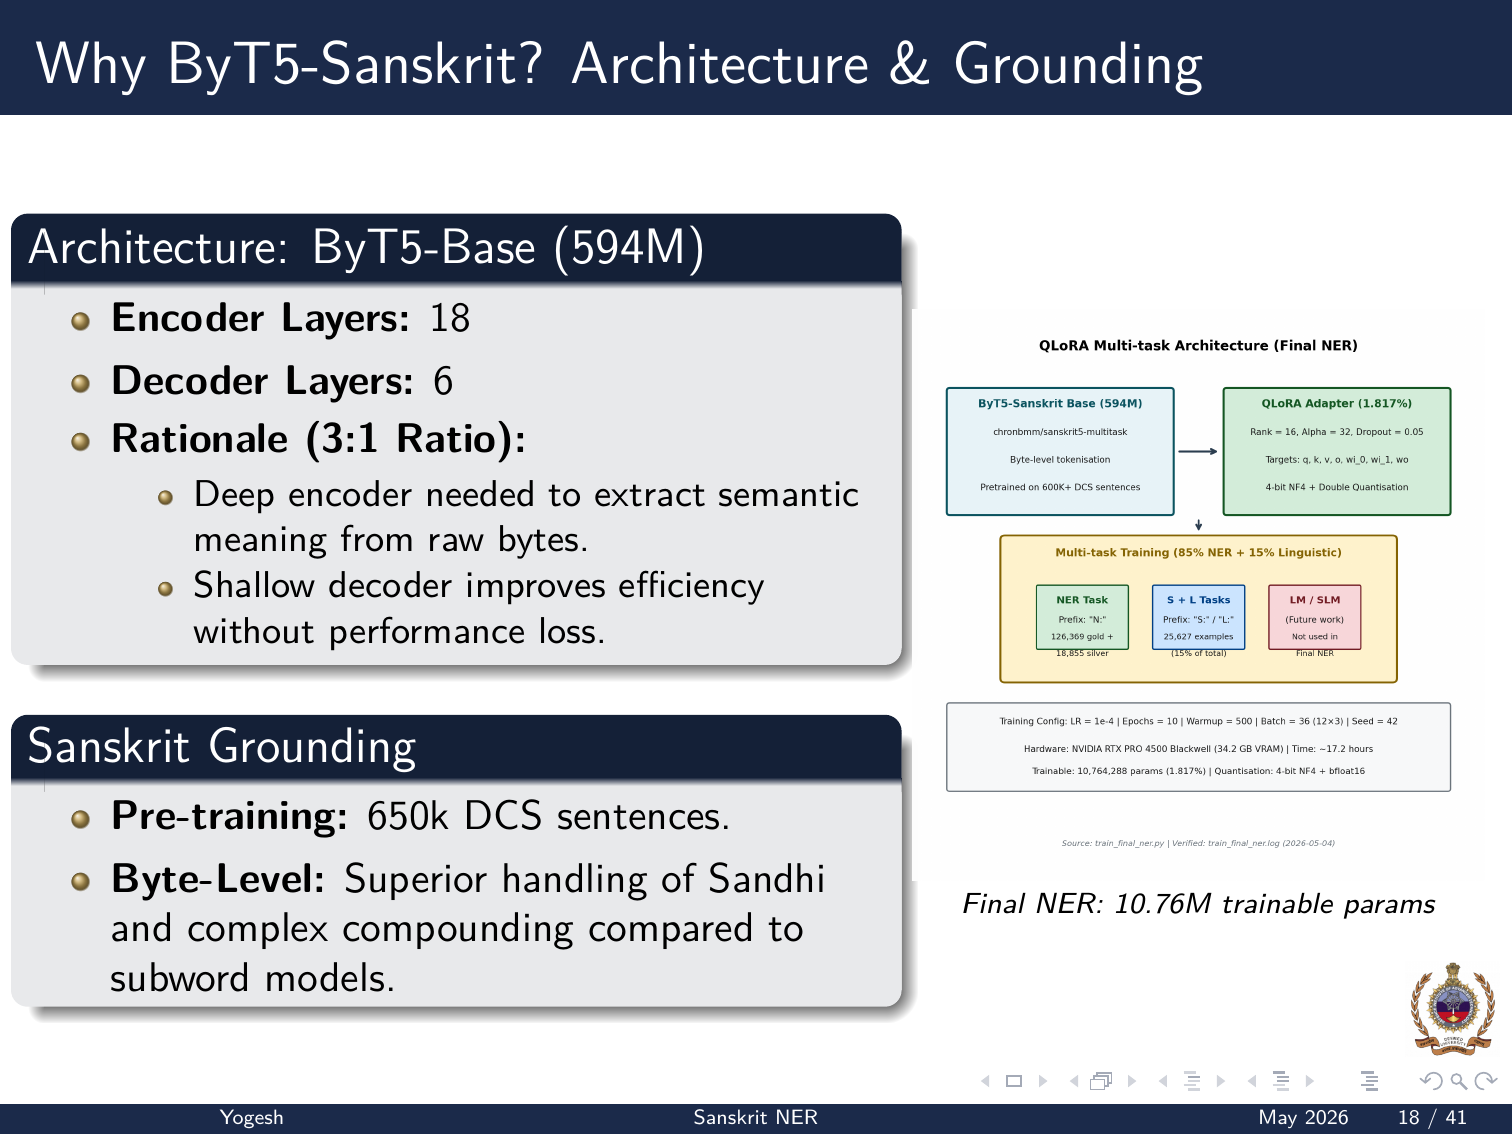 Why ByT5-Sanskrit? Architecture & Grounding
Architecture: ByT5-Base (594M)
Encoder Layers: 18
Decoder Layers: 6
Rationale (3:1 Ratio):
Deep encoder needed to extract semantic
meaning from raw bytes.
Shallow decoder improves efficiency
without performance loss.
Sanskrit Grounding
Pre-training: 650k DCS sentences.
Byte-Level: Superior handling of Sandhi
and complex compounding compared to
subword models.
QLoRA Multi-task Architecture (Final NER)
ByT5-Sanskrit Base (594M)
chronbmm/sanskrit5-multitask
Byte-level tokenisation
Pretrained on 600K+ DCS sentences
QLoRA Adapter (1.817%)
Rank = 16, Alpha = 32, Dropout = 0.05
Targets: q, k, v, o, wi_0, wi_1, wo
4-bit NF4 + Double Quantisation
Multi-task Training (85% NER + 15% Linguistic)
NER Task
Prefix: "N:"
126,369 gold +
18,855 silver
S + L Tasks
Prefix: "S:" / "L:"
25,627 examples
(15% of total)
LM / SLM
(Future work)
Not used in
Final NER
Training Config: LR = 1e-4 | Epochs = 10 | Warmup = 500 | Batch = 36 (12×3) | Seed = 42
Hardware: NVIDIA RTX PRO 4500 Blackwell (34.2 GB VRAM) | Time: ~17.2 hours
Trainable: 10,764,288 params (1.817%) | Quantisation: 4-bit NF4 + bfloat16
Source: train_final_ner.py | Verified: train_final_ner.log (2026-05-04)
Final NER: 10.76M trainable params
Yogesh
Sanskrit NER
May 2026
18 / 41